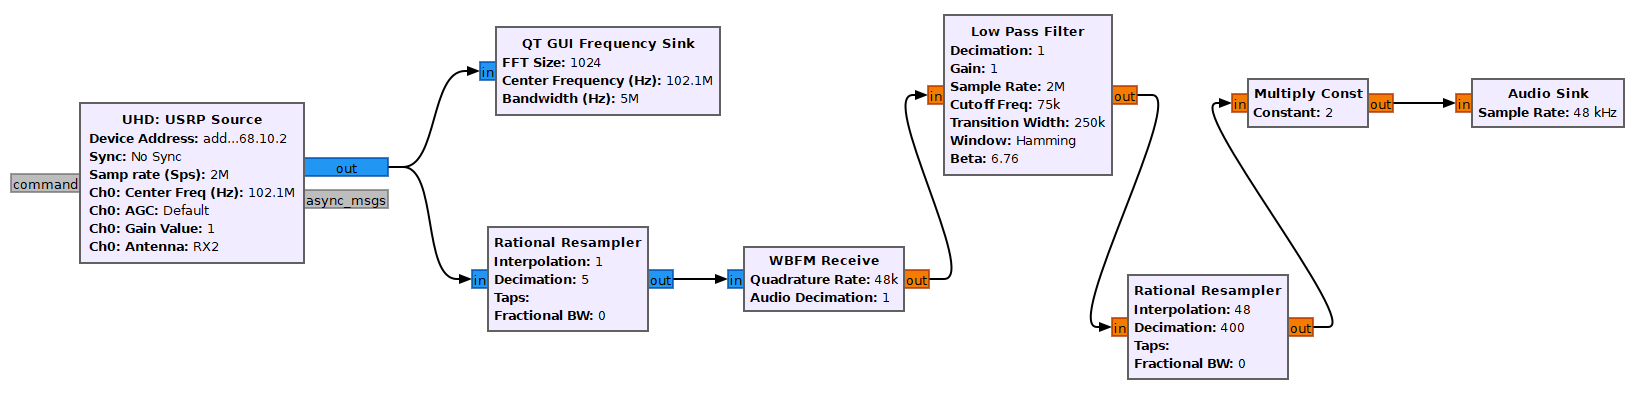 UHD: USRP Source
Device Address: add...68.10.2
Sync: No Sync
Samp rate (Sps): 2M
Ch0: Center Freq (Hz): 102.1M
Ch0: AGC: Default
Ch0: Gain Value: 1
Ch0: Antenna: RX2
command
out
async_msgs
in
QT GUI Frequency Sink
FFT Size: 1024
Center Frequency (Hz): 102.1M
Bandwidth (Hz): 5M
in
Rational Resampler
Interpolation: 1
Decimation: 5
Taps:
Fractional BW: 0
out
in
WBFM Receive
Quadrature Rate: 48k
Audio Decimation: 1
out
in
Low Pass Filter
Decimation: 1
Gain: 1
Sample Rate: 2M
Cutoff Freq: 75k
Transition Width: 250k
Window: Hamming
Beta: 6.76
out
in
Rational Resampler
Interpolation: 48
Decimation: 400
Taps:
Fractional BW: 0
out
in
Multiply Const
Constant: 2
out
in
Audio Sink
Sample Rate: 48 kHz